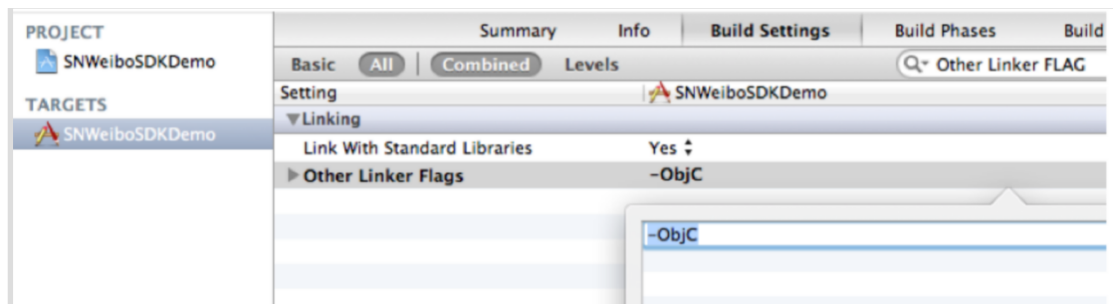 PROJECT
SNWeiboSDKDemo
TARGETS
SNWeiboSDKDemo
Summary Info Build Settings Build Phases Build
Basic All Combined Levels Other Linker FLAG
Setting SNWeiboSDKDemo
Linking
Link With Standard Libraries Yes
Other Linker Flags -ObjC
-ObjC